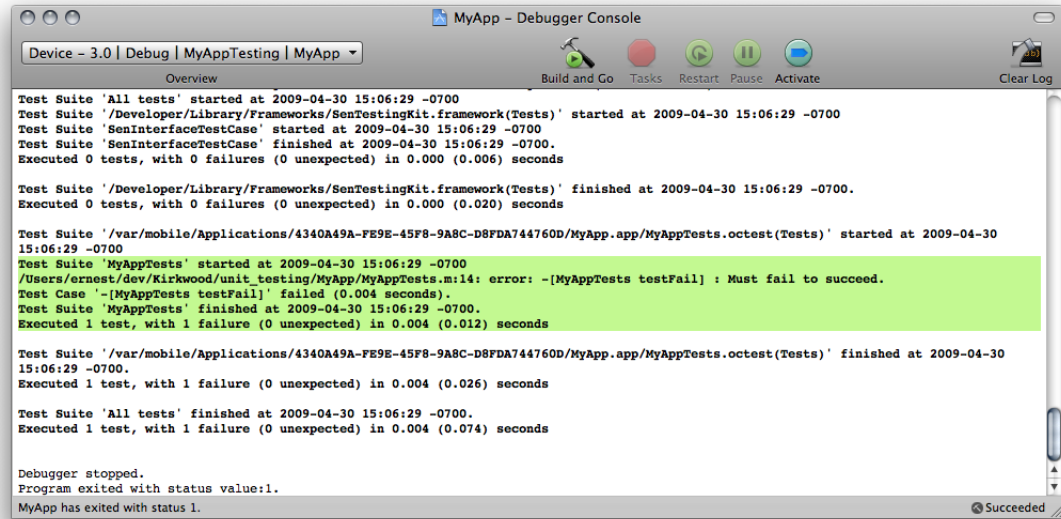 MyApp – Debugger Console
Device – 3.0 | Debug | MyAppTesting | MyApp
Overview
Build and Go Tasks Restart Pause Activate
Clear Log
Test Suite 'All tests' started at 2009-04-30 15:06:29 -0700
Test Suite '/Developer/Library/Frameworks/SenTestingKit.framework(Tests)' started at 2009-04-30 15:06:29 -0700
Test Suite 'SenInterfaceTestCase' started at 2009-04-30 15:06:29 -0700
Test Suite 'SenInterfaceTestCase' finished at 2009-04-30 15:06:29 -0700.
Executed 0 tests, with 0 failures (0 unexpected) in 0.000 (0.006) seconds
Test Suite '/Developer/Library/Frameworks/SenTestingKit.framework(Tests)' finished at 2009-04-30 15:06:29 -0700.
Executed 0 tests, with 0 failures (0 unexpected) in 0.000 (0.020) seconds
Test Suite '/var/mobile/Applications/4340A49A-FE9E-45F8-9A8C-D8FDA744760D/MyApp.app/MyAppTests.octest(Tests)' started at 2009-04-30
15:06:29 -0700
Test Suite 'MyAppTests' started at 2009-04-30 15:06:29 -0700
/Users/ernest/dev/Kirkwood/unit_testing/MyApp/MyAppTests.m:14: error: -[MyAppTests testFail] : Must fail to succeed.
Test Case '-[MyAppTests testFail]' failed (0.004 seconds).
Test Suite 'MyAppTests' finished at 2009-04-30 15:06:29 -0700.
Executed 1 test, with 1 failure (0 unexpected) in 0.004 (0.012) seconds
Test Suite '/var/mobile/Applications/4340A49A-FE9E-45F8-9A8C-D8FDA744760D/MyApp.app/MyAppTests.octest(Tests)' finished at 2009-04-30
15:06:29 -0700.
Executed 1 test, with 1 failure (0 unexpected) in 0.004 (0.026) seconds
Test Suite 'All tests' finished at 2009-04-30 15:06:29 -0700.
Executed 1 test, with 1 failure (0 unexpected) in 0.004 (0.074) seconds
Debugger stopped.
Program exited with status value:1.
MyApp has exited with status 1.
Succeeded